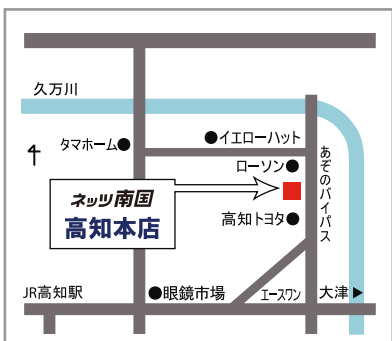 久万川
●イエローハット
タマホーム●
ローソン●
あぞのバイパス
ネッツ南国
高知本店
高知トヨタ●
JR高知駅
●眼鏡市場
エースワン
大津▶